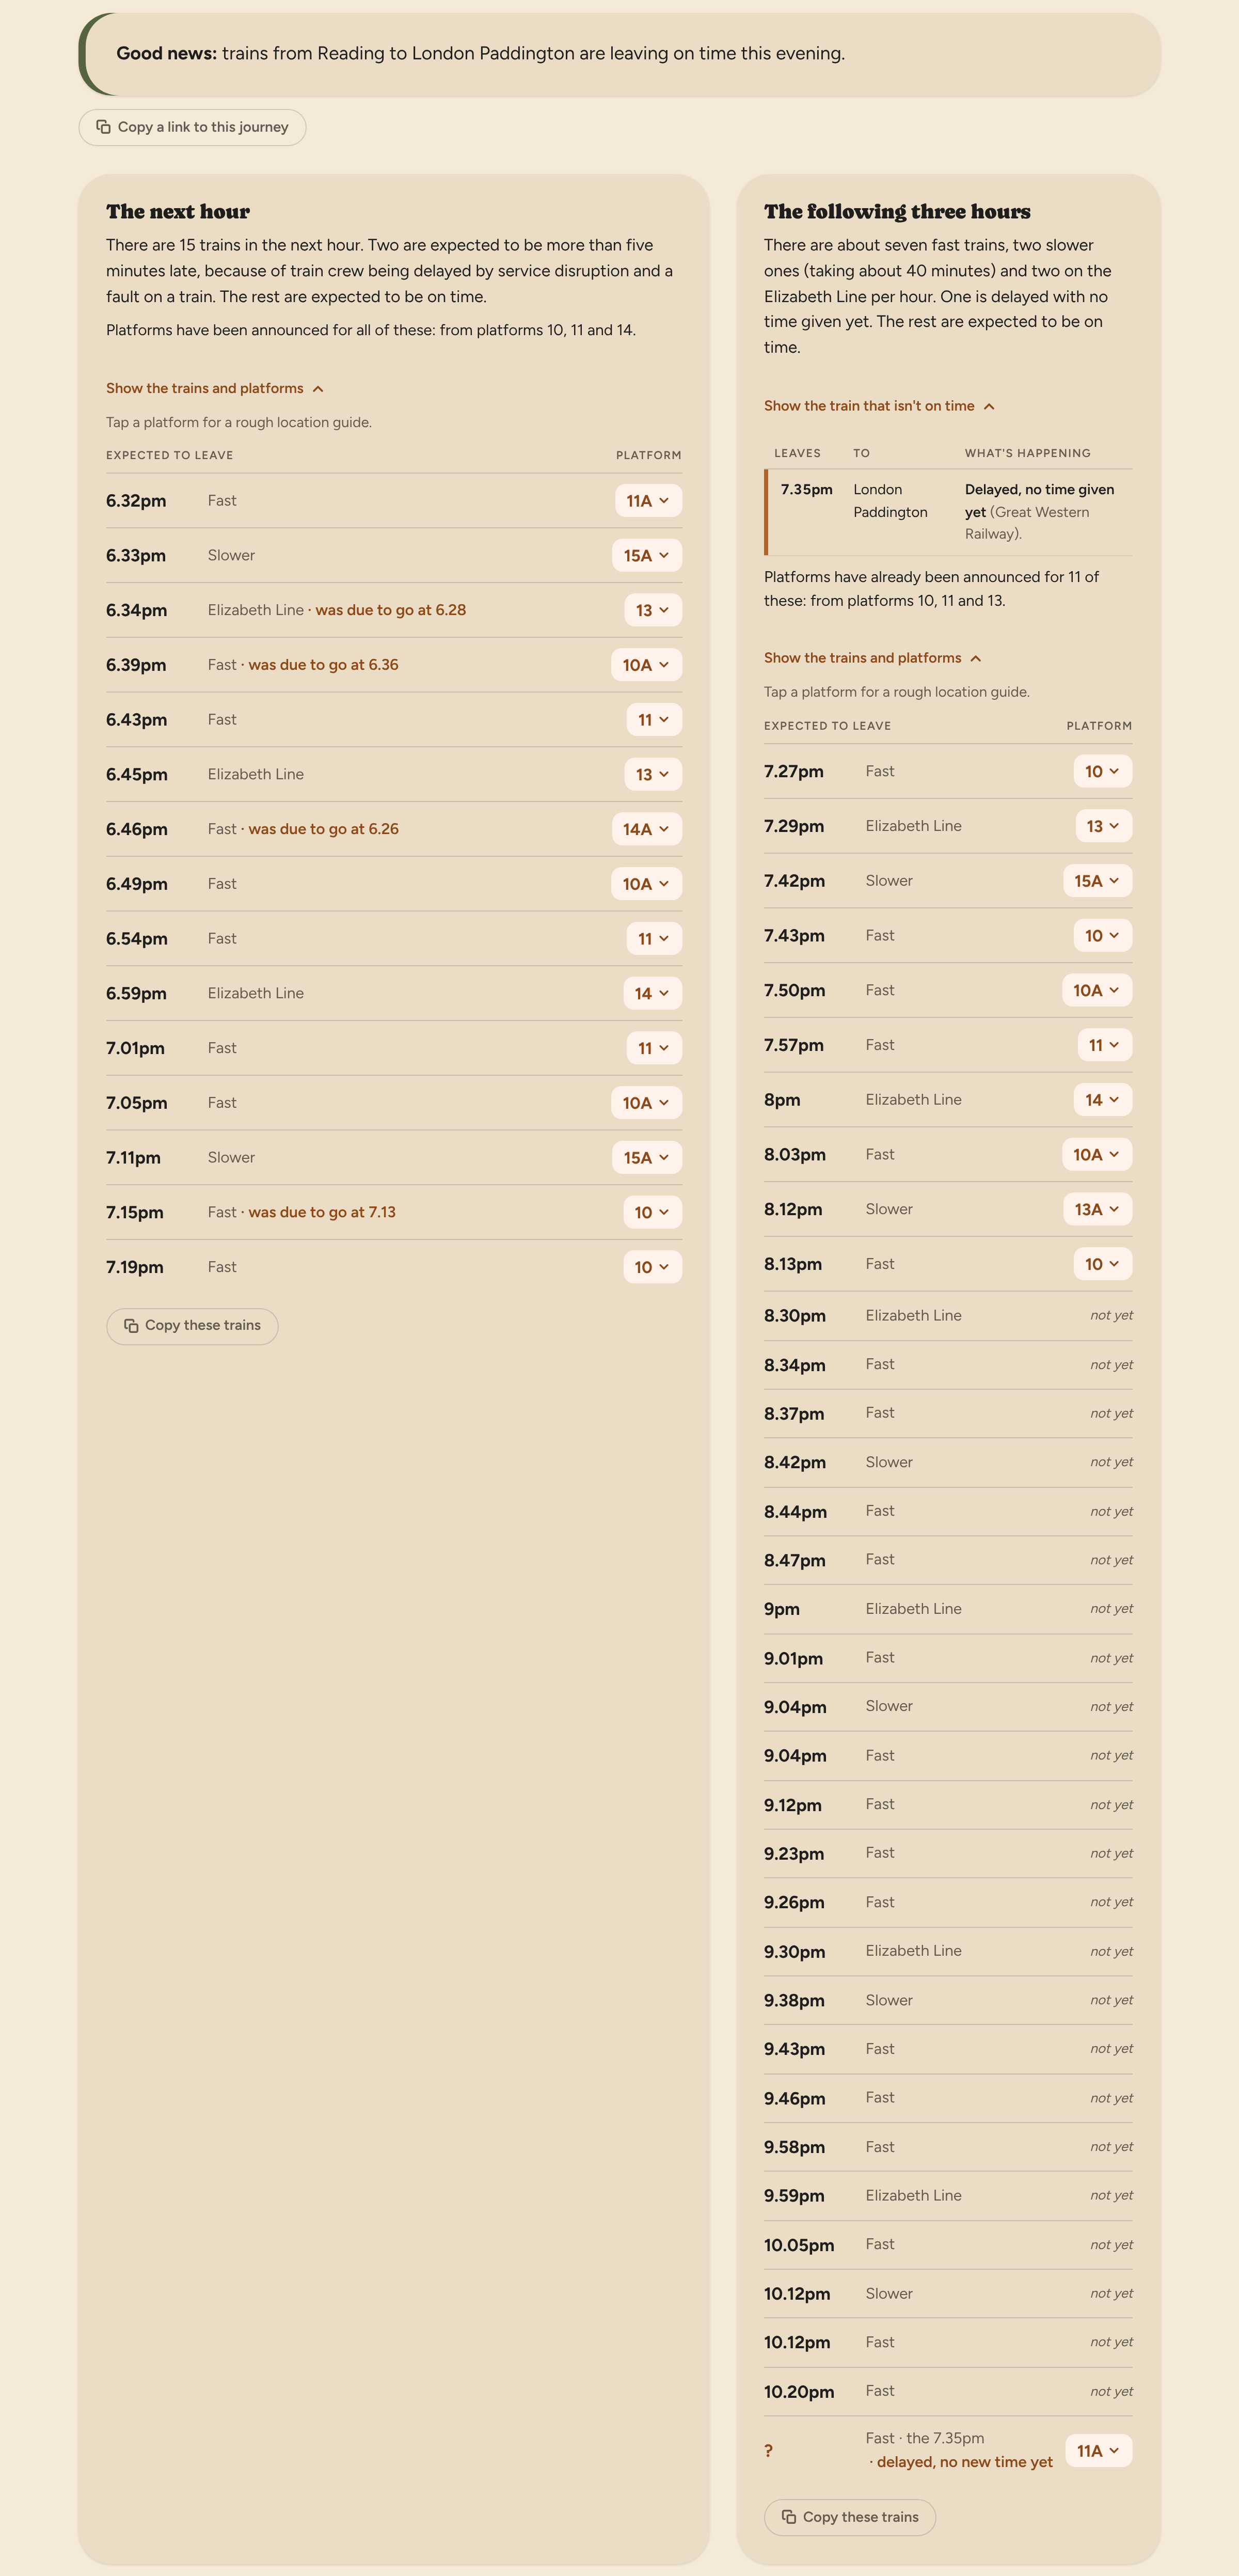 Good news: trains from Reading to London Paddington are leaving on time this evening.
Copy a link to this journey
The next hour
There are 15 trains in the next hour. Two are expected to be more than five
minutes late, because of train crew being delayed by service disruption and a
fault on a train. The rest are expected to be on time.
Platforms have been announced for all of these: from platforms 10, 11 and 14.
Show the trains and platforms
Tap a platform for a rough location guide.
EXPECTED TO LEAVE PLATFORM
6.32pm Fast 11A
6.33pm Slower 15A
6.34pm Elizabeth Line · was due to go at 6.28 13
6.39pm Fast · was due to go at 6.36 10A
6.43pm Fast 11
6.45pm Elizabeth Line 13
6.46pm Fast · was due to go at 6.26 14A
6.49pm Fast 10A
6.54pm Fast 11
6.59pm Elizabeth Line 14
7.01pm Fast 11
7.05pm Fast 10A
7.11pm Slower 15A
7.15pm Fast · was due to go at 7.13 10
7.19pm Fast 10
Copy these trains
The following three hours
There are about seven fast trains, two slower
ones (taking about 40 minutes) and two on the
Elizabeth Line per hour. One is delayed with no
time given yet. The rest are expected to be on
time.
Show the train that isn't on time
LEAVES TO WHAT'S HAPPENING
7.35pm London Delayed, no time given
Paddington yet (Great Western
Railway).
Platforms have already been announced for 11 of
these: from platforms 10, 11 and 13.
Show the trains and platforms
Tap a platform for a rough location guide.
EXPECTED TO LEAVE PLATFORM
7.27pm Fast 10
7.29pm Elizabeth Line 13
7.42pm Slower 15A
7.43pm Fast 10
7.50pm Fast 10A
7.57pm Fast 11
8pm Elizabeth Line 14
8.03pm Fast 10A
8.12pm Slower 13A
8.13pm Fast 10
8.30pm Elizabeth Line not yet
8.34pm Fast not yet
8.37pm Fast not yet
8.42pm Slower not yet
8.44pm Fast not yet
8.47pm Fast not yet
9pm Elizabeth Line not yet
9.01pm Fast not yet
9.04pm Slower not yet
9.04pm Fast not yet
9.12pm Fast not yet
9.23pm Fast not yet
9.26pm Fast not yet
9.30pm Elizabeth Line not yet
9.38pm Slower not yet
9.43pm Fast not yet
9.46pm Fast not yet
9.58pm Fast not yet
9.59pm Elizabeth Line not yet
10.05pm Fast not yet
10.12pm Slower not yet
10.12pm Fast not yet
10.20pm Fast not yet
? Fast · the 7.35pm 11A
· delayed, no new time yet
Copy these trains